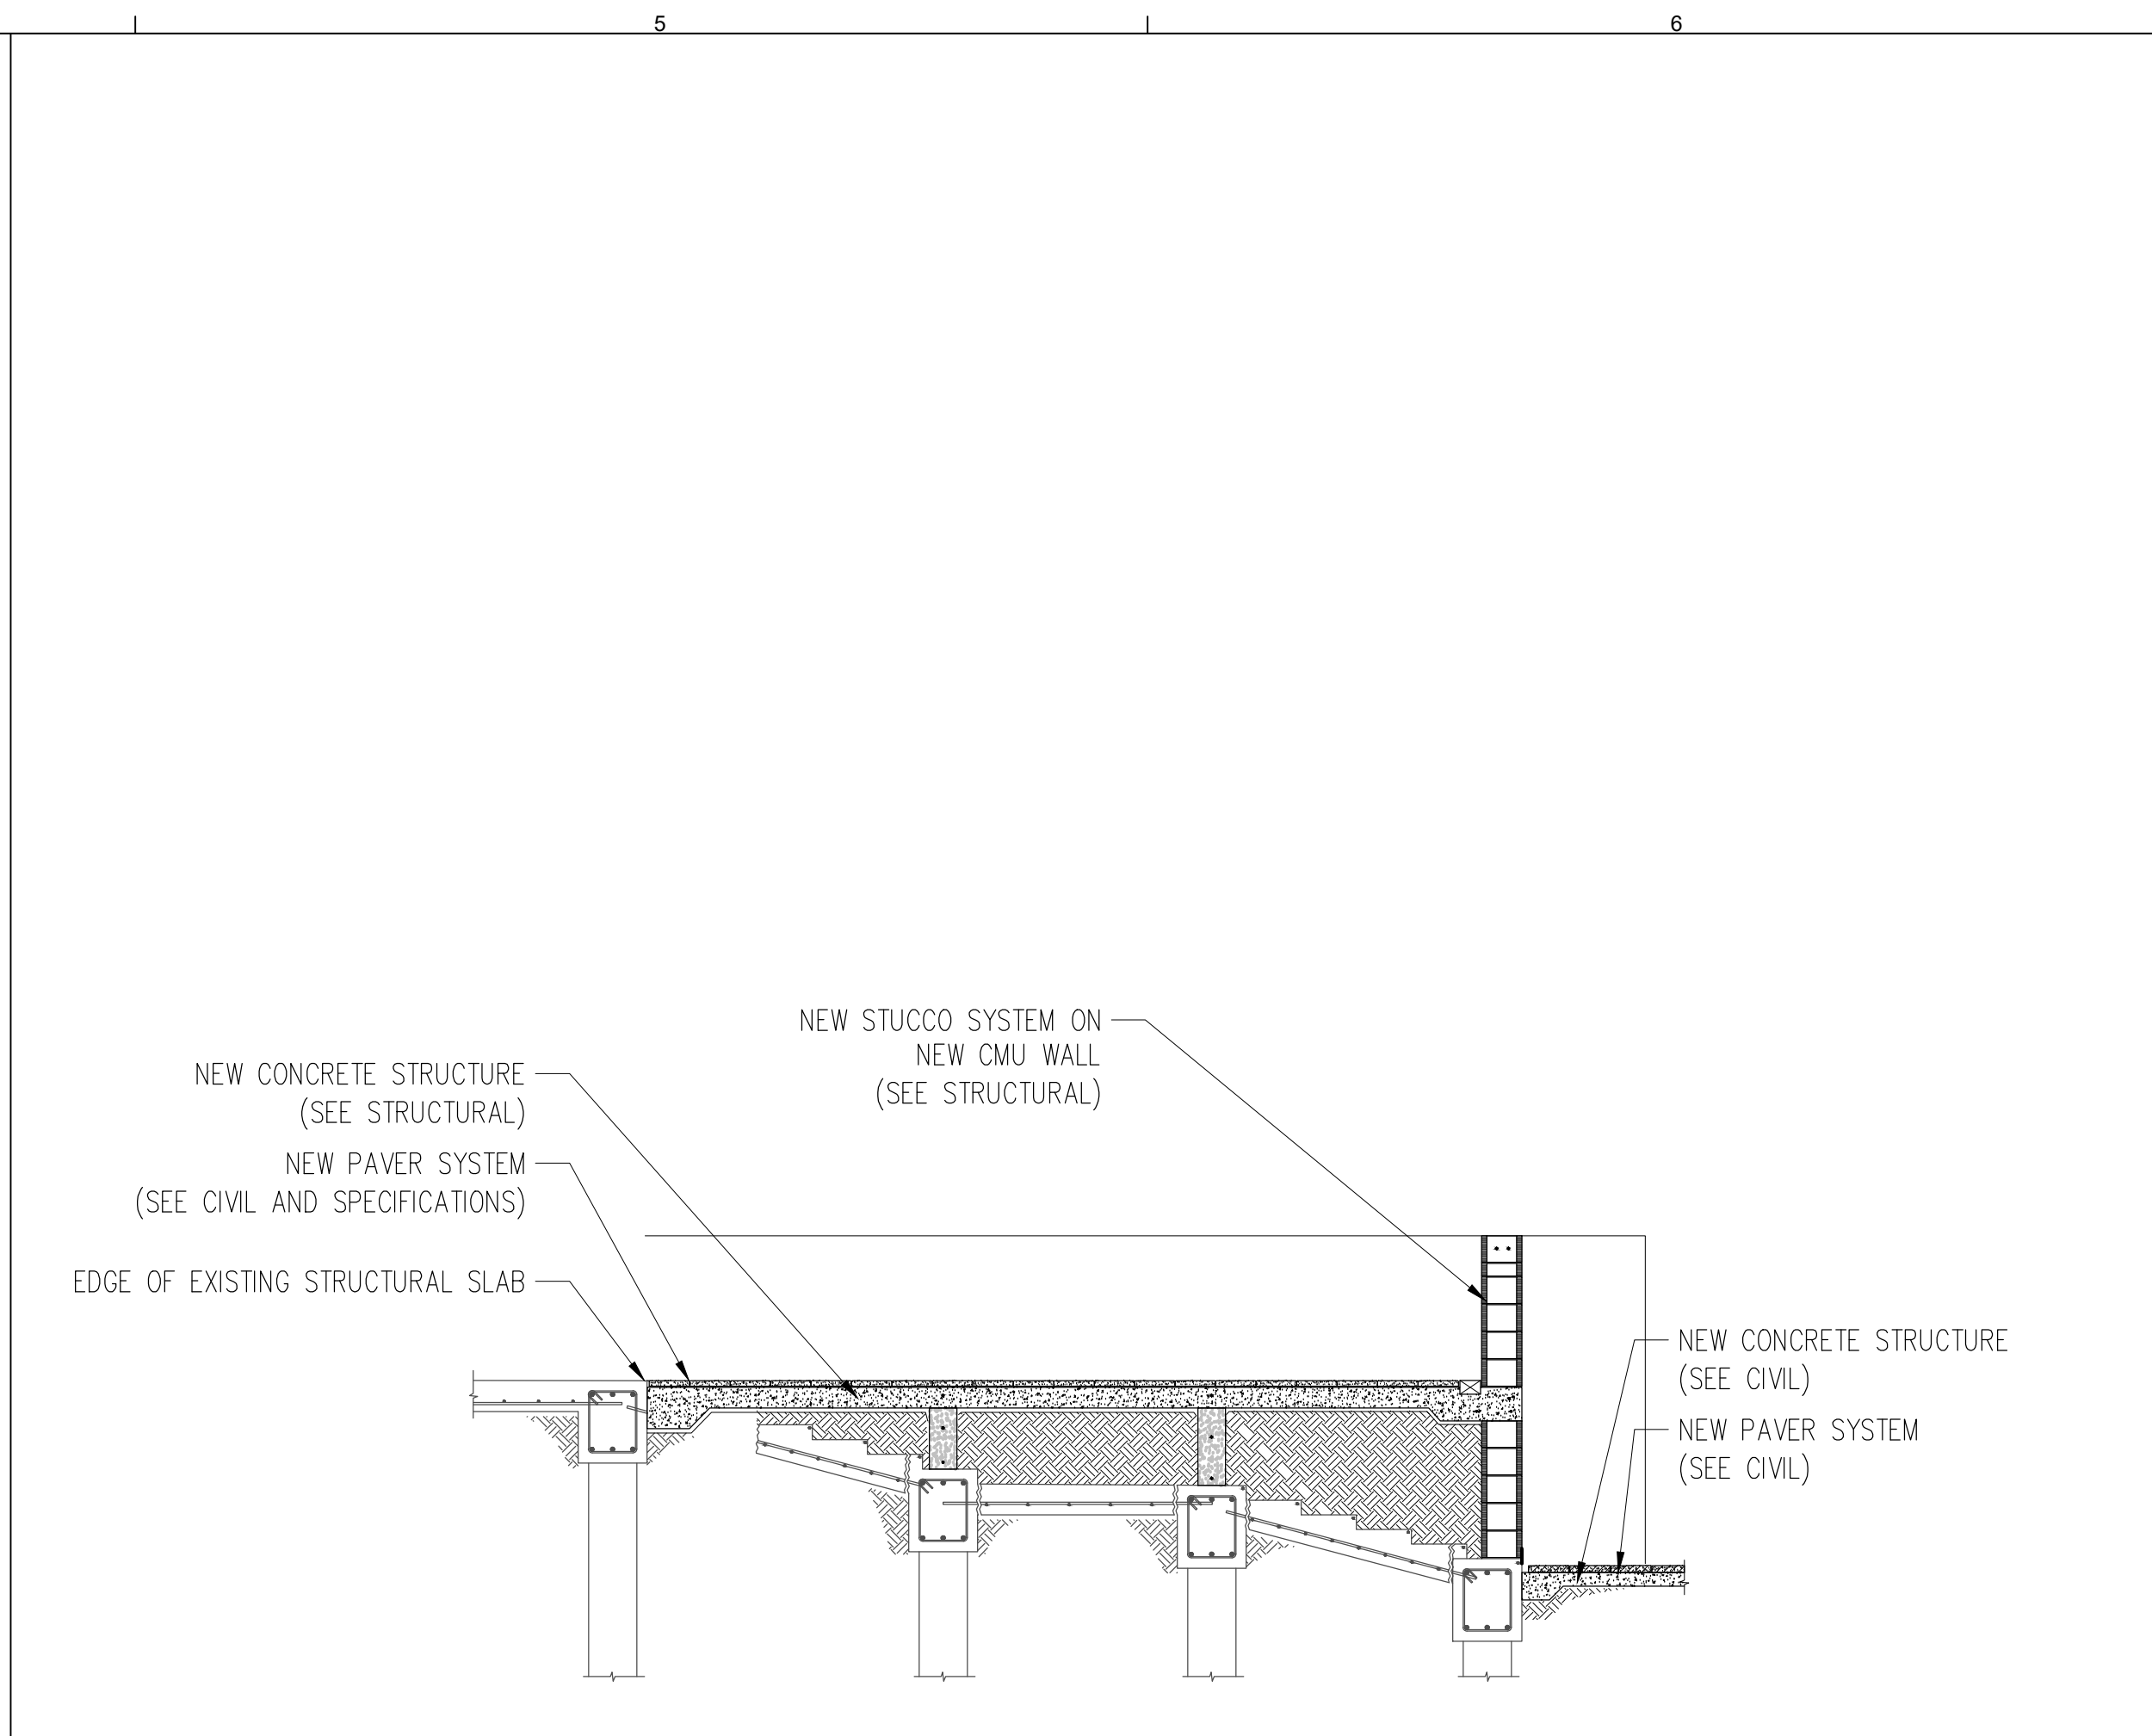 5
6
NEW STUCCO SYSTEM ON
NEW CMU WALL
(SEE STRUCTURAL)
NEW CONCRETE STRUCTURE
(SEE STRUCTURAL)
NEW PAVER SYSTEM
(SEE CIVIL AND SPECIFICATIONS)
EDGE OF EXISTING STRUCTURAL SLAB
NEW CONCRETE STRUCTURE
(SEE CIVIL)
NEW PAVER SYSTEM
(SEE CIVIL)